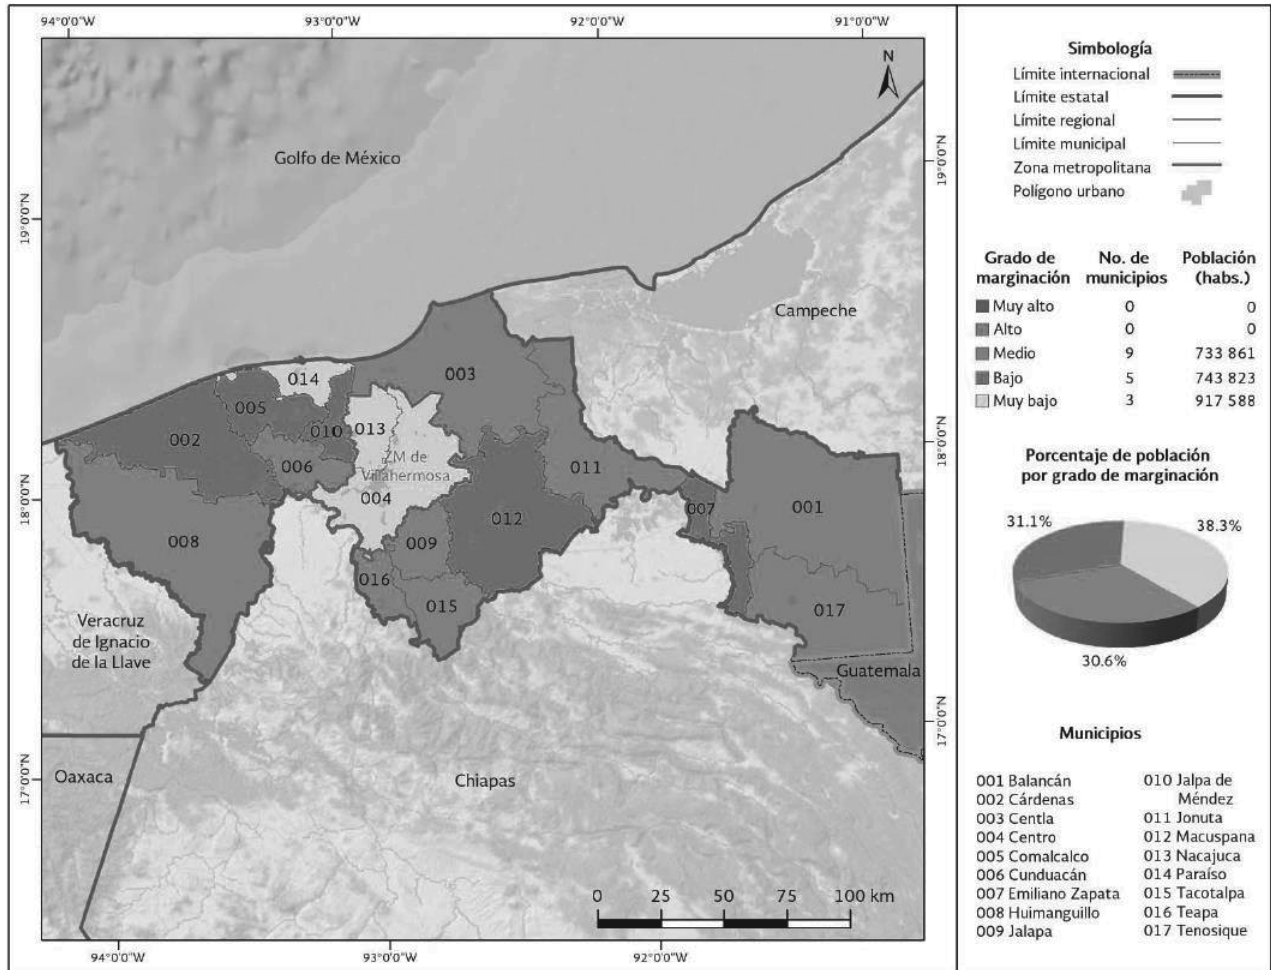 94°0'0"W
93°0'0"W
92°0'0"W
91°0'0"W
N
Golfo de México
19°0'0"N
19°0'0"N
Campeche
014
003
005
010
013
002
ZM de
Villahermosa
006
011
18°0'0"N
18°0'0"N
004
007
001
012
008
009
016
015
017
Veracruz
de Ignacio
de la Llave
Guatemala
17°0'0"N
17°0'0"N
Oaxaca
Chiapas
0 25 50 75 100 km
94°0'0"W
93°0'0"W
92°0'0"W
Simbología
Límite internacional
Límite estatal
Límite regional
Límite municipal
Zona metropolitana
Polígono urbano
Grado de No. de Población
marginación municipios (habs.)
Muy alto 0 0
Alto 0 0
Medio 9 733 861
Bajo 5 743 823
Muy bajo 3 917 588
Porcentaje de población
por grado de marginación
31.1%
38.3%
30.6%
Municipios
001 Balancán
002 Cárdenas
003 Centla
004 Centro
005 Comalcalco
006 Cunduacán
007 Emiliano Zapata
008 Huimanguillo
009 Jalapa
010 Jalpa de
Méndez
011 Jonuta
012 Macuspana
013 Nacajuca
014 Paraíso
015 Tacotalpa
016 Teapa
017 Tenosique